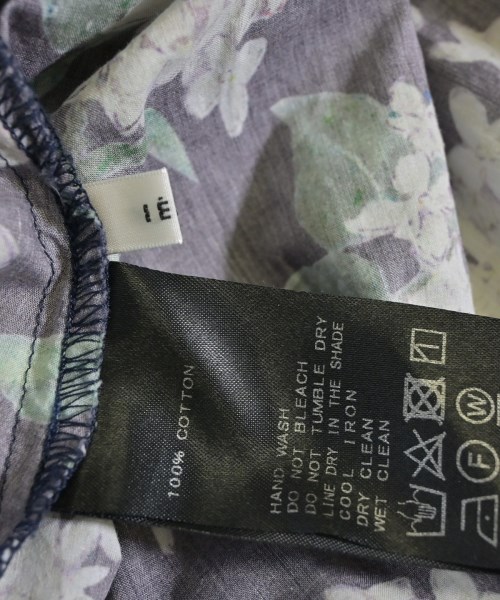 100% COTTON
HAND WASH
DO NOT BLEACH
DO NOT TUMBLE DRY
LINE DRY IN THE SHADE
COOL IRON
DRY CLEAN
WET CLEAN
F
W